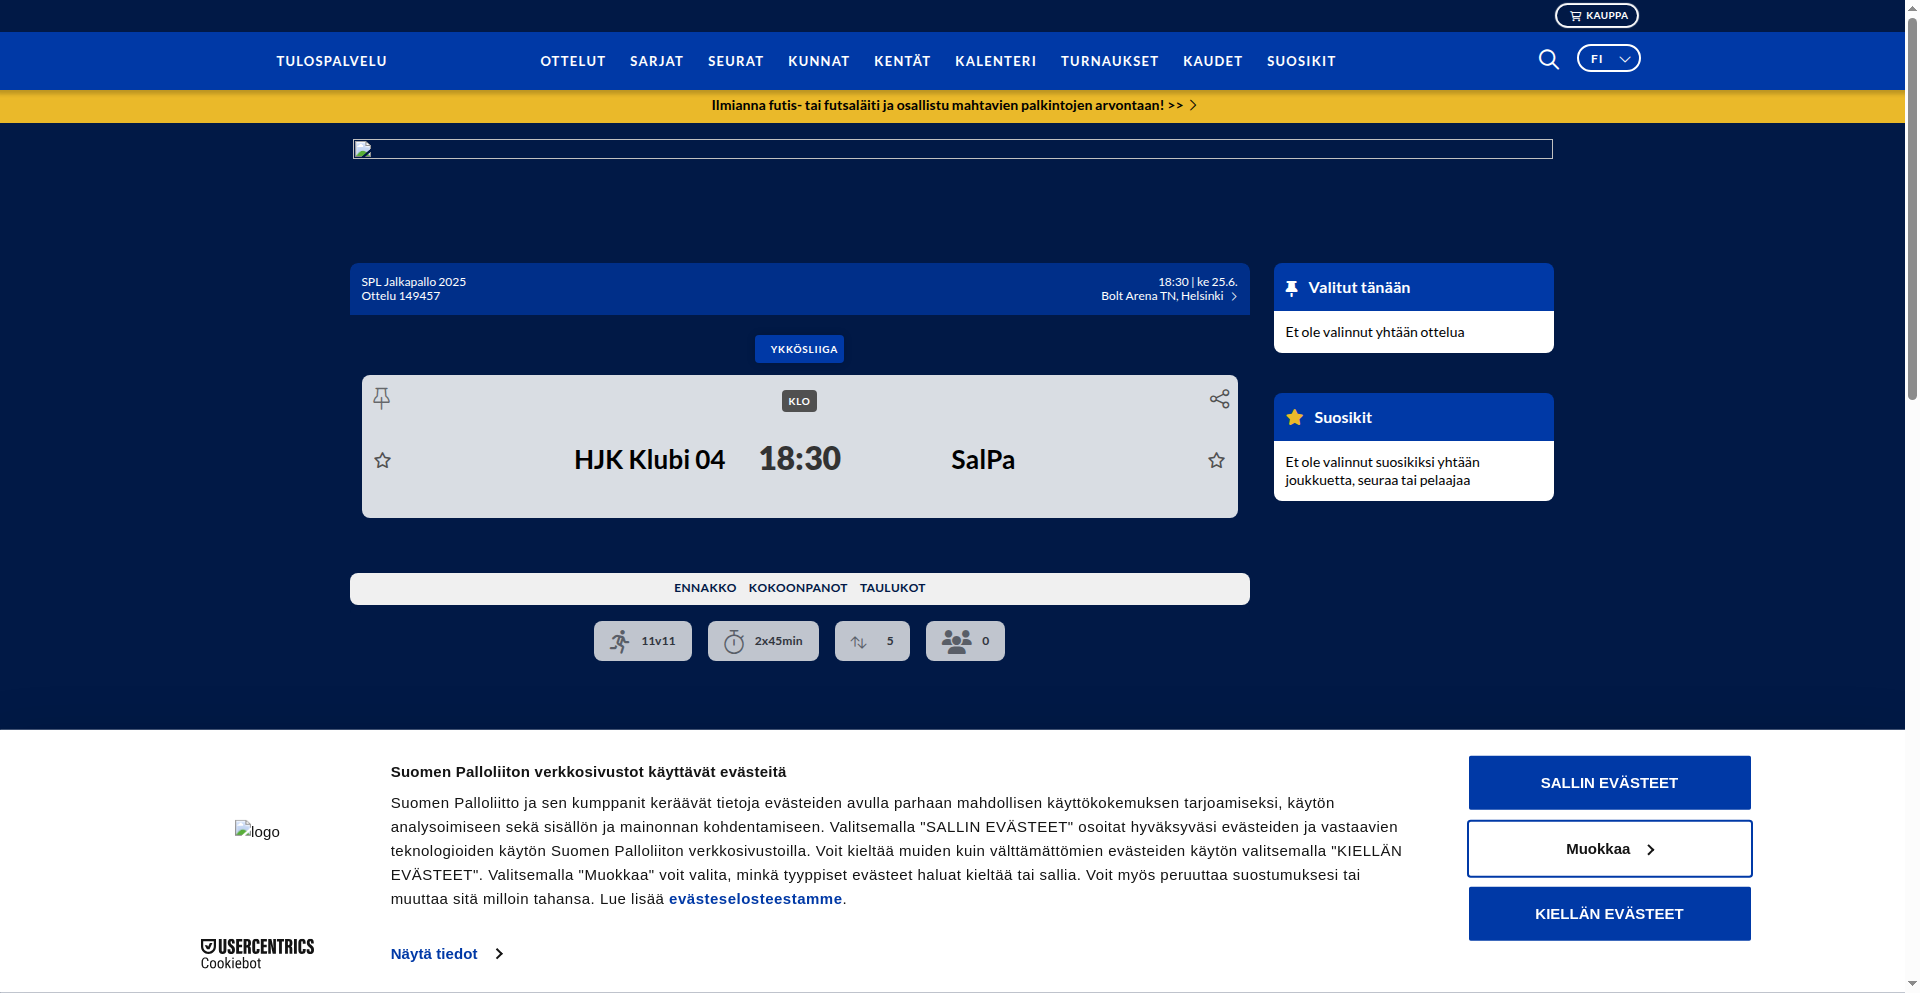 KAUPPA
TULOSPALVELU
OTTELUT SARJAT SEURAT KUNNAT KENTÄT KALENTERI TURNAUKSET KAUDET SUOSIKIT
FI
Ilmianna futis- tai futsaläiti ja osallistu mahtavien palkintojen arvontaan! >>
SPL Jalkapallo 2025
Ottelu 149457
18:30 | ke 25.6.
Bolt Arena TN, Helsinki
YKKÖSLIIGA
KLO
HJK Klubi 04 18:30 SalPa
ENNAKKO KOKOONPANOT TAULUKOT
11v11 2x45min 5 0
Valitut tänään
Et ole valinnut yhtään ottelua
Suosikit
Et ole valinnut suosikiksi yhtään
joukkuetta, seuraa tai pelaajaa
logo
USERCENTRICS
Cookiebot
Suomen Palloliiton verkkosivustot käyttävät evästeitä
Suomen Palloliitto ja sen kumppanit keräävät tietoja evästeiden avulla parhaan mahdollisen käyttökokemuksen tarjoamiseksi, käytön
analysoimiseen sekä sisällön ja mainonnan kohdentamiseen. Valitsemalla "SALLIN EVÄSTEET" osoitat hyväksyväsi evästeiden ja vastaavien
teknologioiden käytön Suomen Palloliiton verkkosivustoilla. Voit kieltää muiden kuin välttämättömien evästeiden käytön valitsemalla "KIELLÄN
EVÄSTEET". Valitsemalla "Muokkaa" voit valita, minkä tyyppiset evästeet haluat kieltää tai sallia. Voit myös peruuttaa suostumuksesi tai
muuttaa sitä milloin tahansa. Lue lisää evästeselosteestamme.
Näytä tiedot
SALLIN EVÄSTEET
Muokkaa
KIELLÄN EVÄSTEET